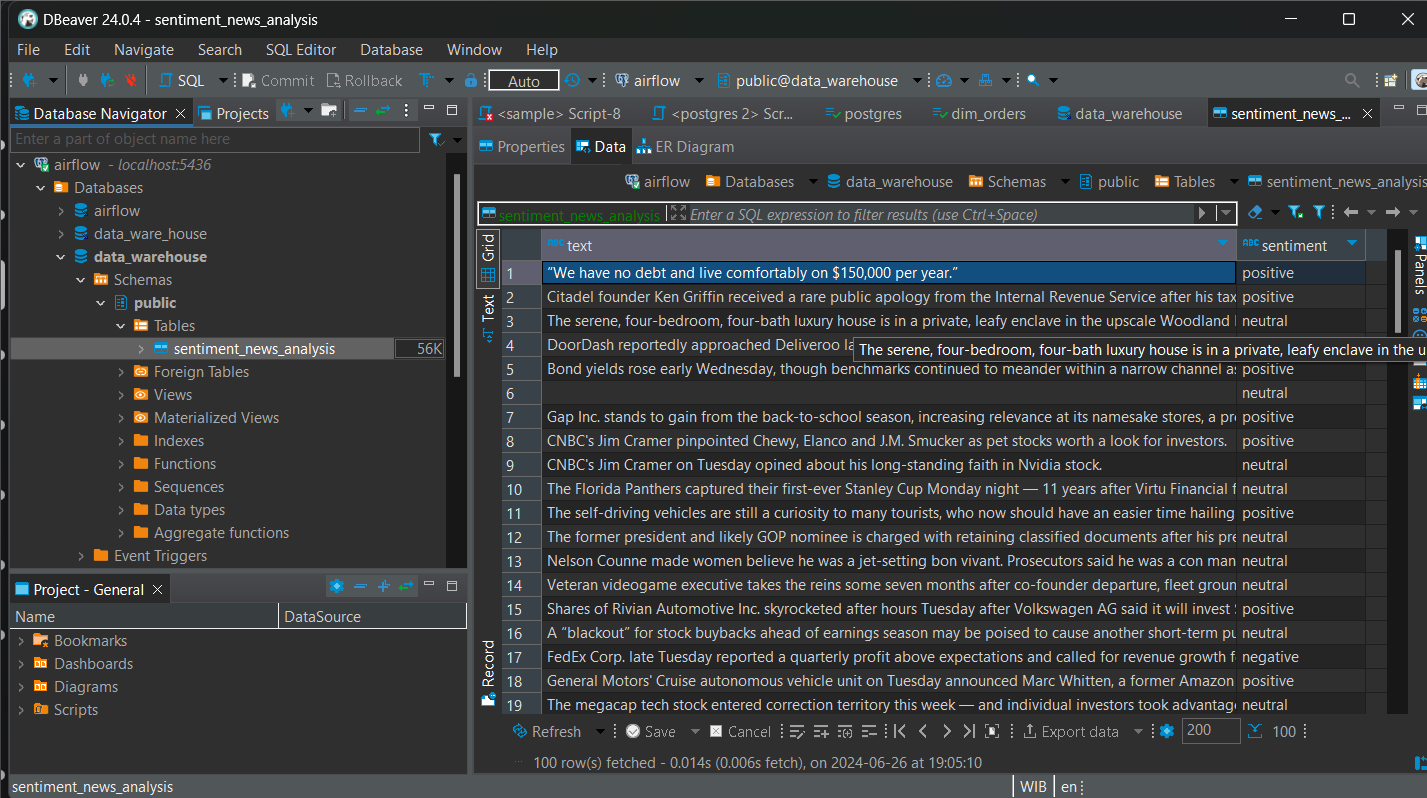 DBeaver 24.0.4 - sentiment_news_analysis
File Edit Navigate Search SQL Editor Database Window Help
SQL Commit Rollback Auto airflow public@data_warehouse
Database Navigator Projects
<sample> Script-8 <postgres 2> Scr... postgres dim_orders data_warehouse sentiment_news_...
Enter a part of object name here
Properties Data ER Diagram
airflow - localhost:5436
Databases
airflow
data_ware_house
data_warehouse
Schemas
public
Tables
sentiment_news_analysis 56K
Foreign Tables
Views
Materialized Views
Indexes
Functions
Sequences
Data types
Aggregate functions
Event Triggers
Project - General
Name DataSource
Bookmarks
Dashboards
Diagrams
Scripts
airflow Databases data_warehouse Schemas public Tables sentiment_news_analysis
sentiment_news_analysis Enter a SQL expression to filter results (use Ctrl+Space)
Grid
Text
Record
Panels
ABC text ABC sentiment
1 “We have no debt and live comfortably on $150,000 per year.” positive
2 Citadel founder Ken Griffin received a rare public apology from the Internal Revenue Service after his tax positive
3 The serene, four-bedroom, four-bath luxury house is in a private, leafy enclave in the upscale Woodland neutral
4 DoorDash reportedly approached Deliveroo la
The serene, four-bedroom, four-bath luxury house is in a private, leafy enclave in the u
5 Bond yields rose early Wednesday, though benchmarks continued to meander within a narrow channel as positive
6 neutral
7 Gap Inc. stands to gain from the back-to-school season, increasing relevance at its namesake stores, a pr positive
8 CNBC's Jim Cramer pinpointed Chewy, Elanco and J.M. Smucker as pet stocks worth a look for investors. positive
9 CNBC's Jim Cramer on Tuesday opined about his long-standing faith in Nvidia stock. neutral
10 The Florida Panthers captured their first-ever Stanley Cup Monday night — 11 years after Virtu Financial f neutral
11 The self-driving vehicles are still a curiosity to many tourists, who now should have an easier time hailing positive
12 The former president and likely GOP nominee is charged with retaining classified documents after his pre neutral
13 Nelson Counne made women believe he was a jet-setting bon vivant. Prosecutors said he was a con man neutral
14 Veteran videogame executive takes the reins some seven months after co-founder departure, fleet groun neutral
15 Shares of Rivian Automotive Inc. skyrocketed after hours Tuesday after Volkswagen AG said it will invest positive
16 A “blackout” for stock buybacks ahead of earnings season may be poised to cause another short-term pu neutral
17 FedEx Corp. late Tuesday reported a quarterly profit above expectations and called for revenue growth f negative
18 General Motors' Cruise autonomous vehicle unit on Tuesday announced Marc Whitten, a former Amazon positive
19 The megacap tech stock entered correction territory this week — and individual investors took advantag neutral
Refresh Save Cancel Export data 200 100
100 row(s) fetched - 0.014s (0.006s fetch), on 2024-06-26 at 19:05:10
sentiment_news_analysis WIB en